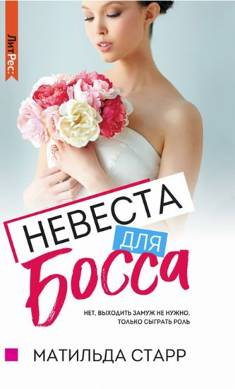 ЛитРес:
НЕВЕСТА
ДЛЯ
Босса
НЕТ, ВЫХОДИТЬ ЗАМУЖ НЕ НУЖНО.
ТОЛЬКО СЫГРАТЬ РОЛЬ
МАТИЛЬДА СТАРР